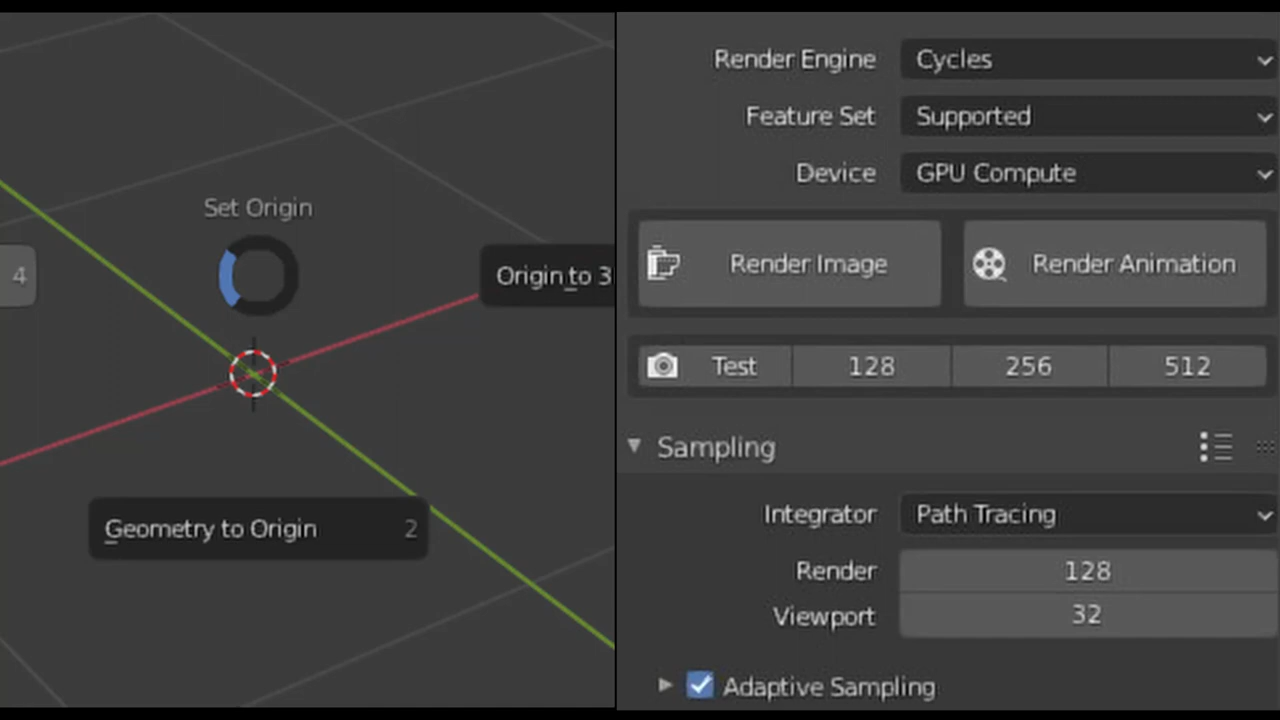 Set Origin
4
Origin to 3
Geometry to Origin 2
Render Engine Cycles
Feature Set Supported
Device GPU Compute
Render Image Render Animation
Test 128 256 512
Sampling
Integrator Path Tracing
Render 128
Viewport 32
Adaptive Sampling